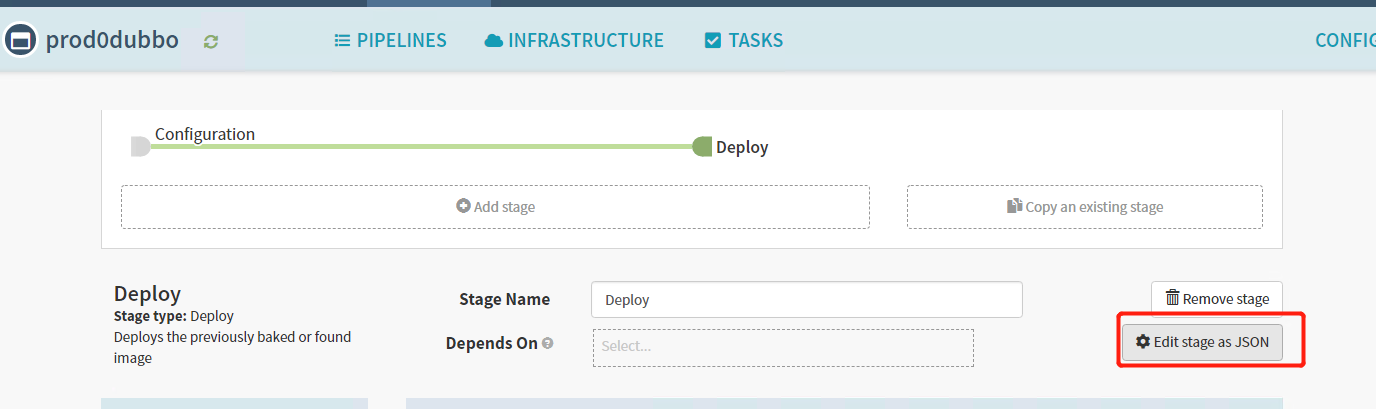 prod0dubbo PIPELINES INFRASTRUCTURE TASKS CONFIG
Configuration
Deploy
Add stage Copy an existing stage
Deploy
Stage type: Deploy
Deploys the previously baked or found
image
Stage Name Deploy
Remove stage
Depends On Select...
Edit stage as JSON